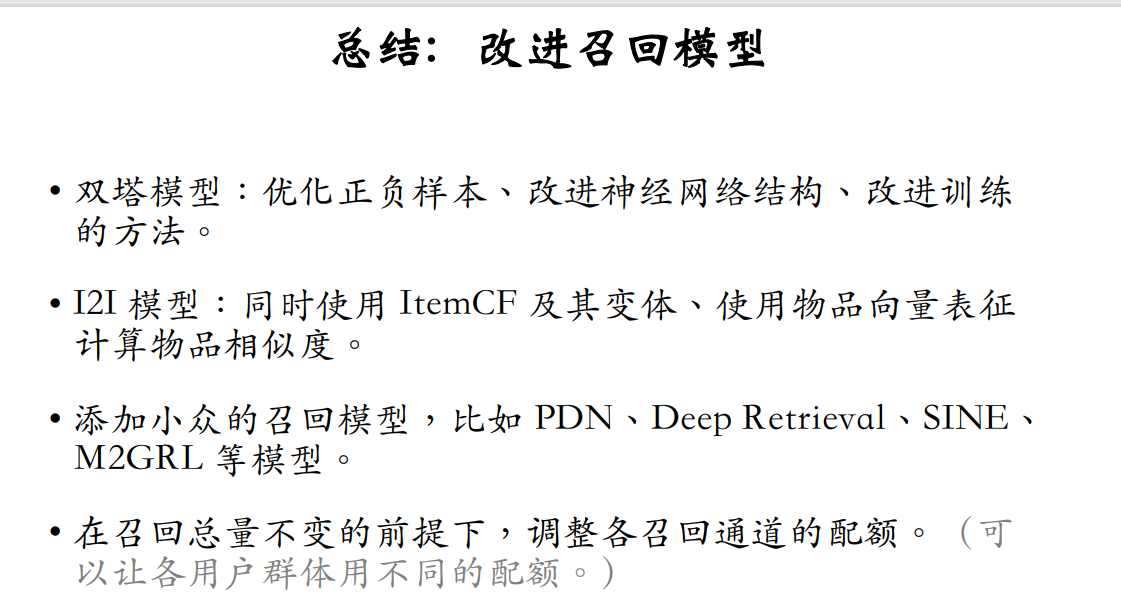 总结：改进召回模型
• 双塔模型：优化正负样本、改进神经网络结构、改进训练
的方法。
• I2I 模型：同时使用 ItemCF 及其变体、使用物品向量表征
计算物品相似度。
• 添加小众的召回模型，比如 PDN、Deep Retrieval、SINE、
M2GRL 等模型。
• 在召回总量不变的前提下，调整各召回通道的配额。（可
以让各用户群体用不同的配额。）